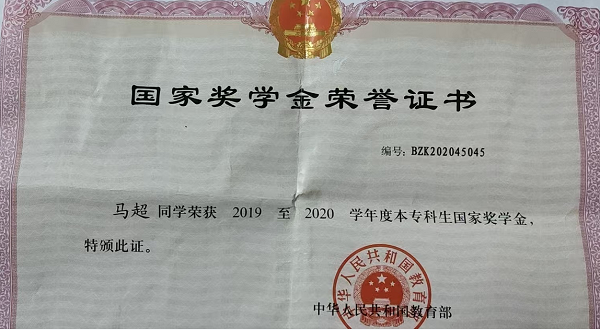 国家奖学金荣誉证书
编号: BZK202045045
马超 同学荣获 2019 至 2020 学年度本专科生国家奖学金,
特颁此证。
中华人民共和国教育部
中华人民共和国教育部